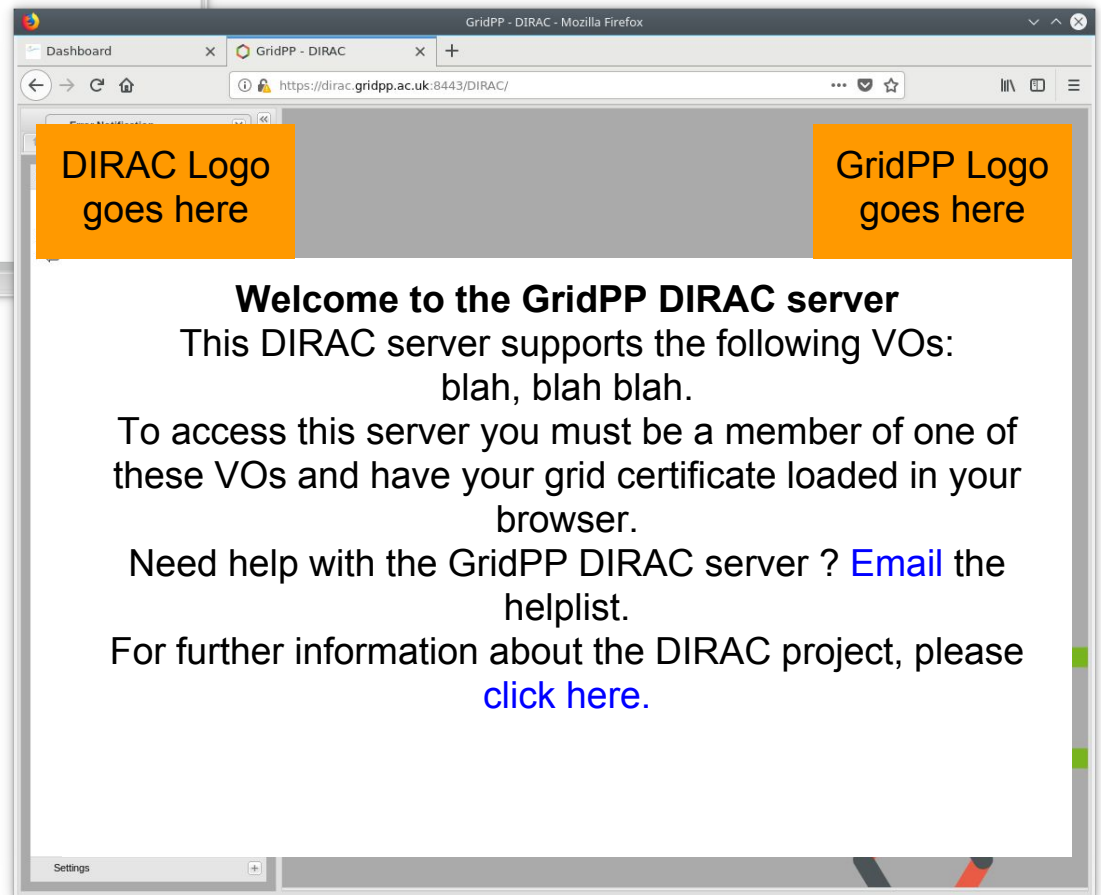 GridPP - DIRAC - Mozilla Firefox
Dashboard
GridPP - DIRAC
https://dirac.gridpp.ac.uk:8443/DIRAC/
Error Notification
DIRAC Logo
goes here
GridPP Logo
goes here
Welcome to the GridPP DIRAC server
This DIRAC server supports the following VOs:
blah, blah blah.
To access this server you must be a member of one of
these VOs and have your grid certificate loaded in your
browser.
Need help with the GridPP DIRAC server ? Email the
helplist.
For further information about the DIRAC project, please
click here.
Settings